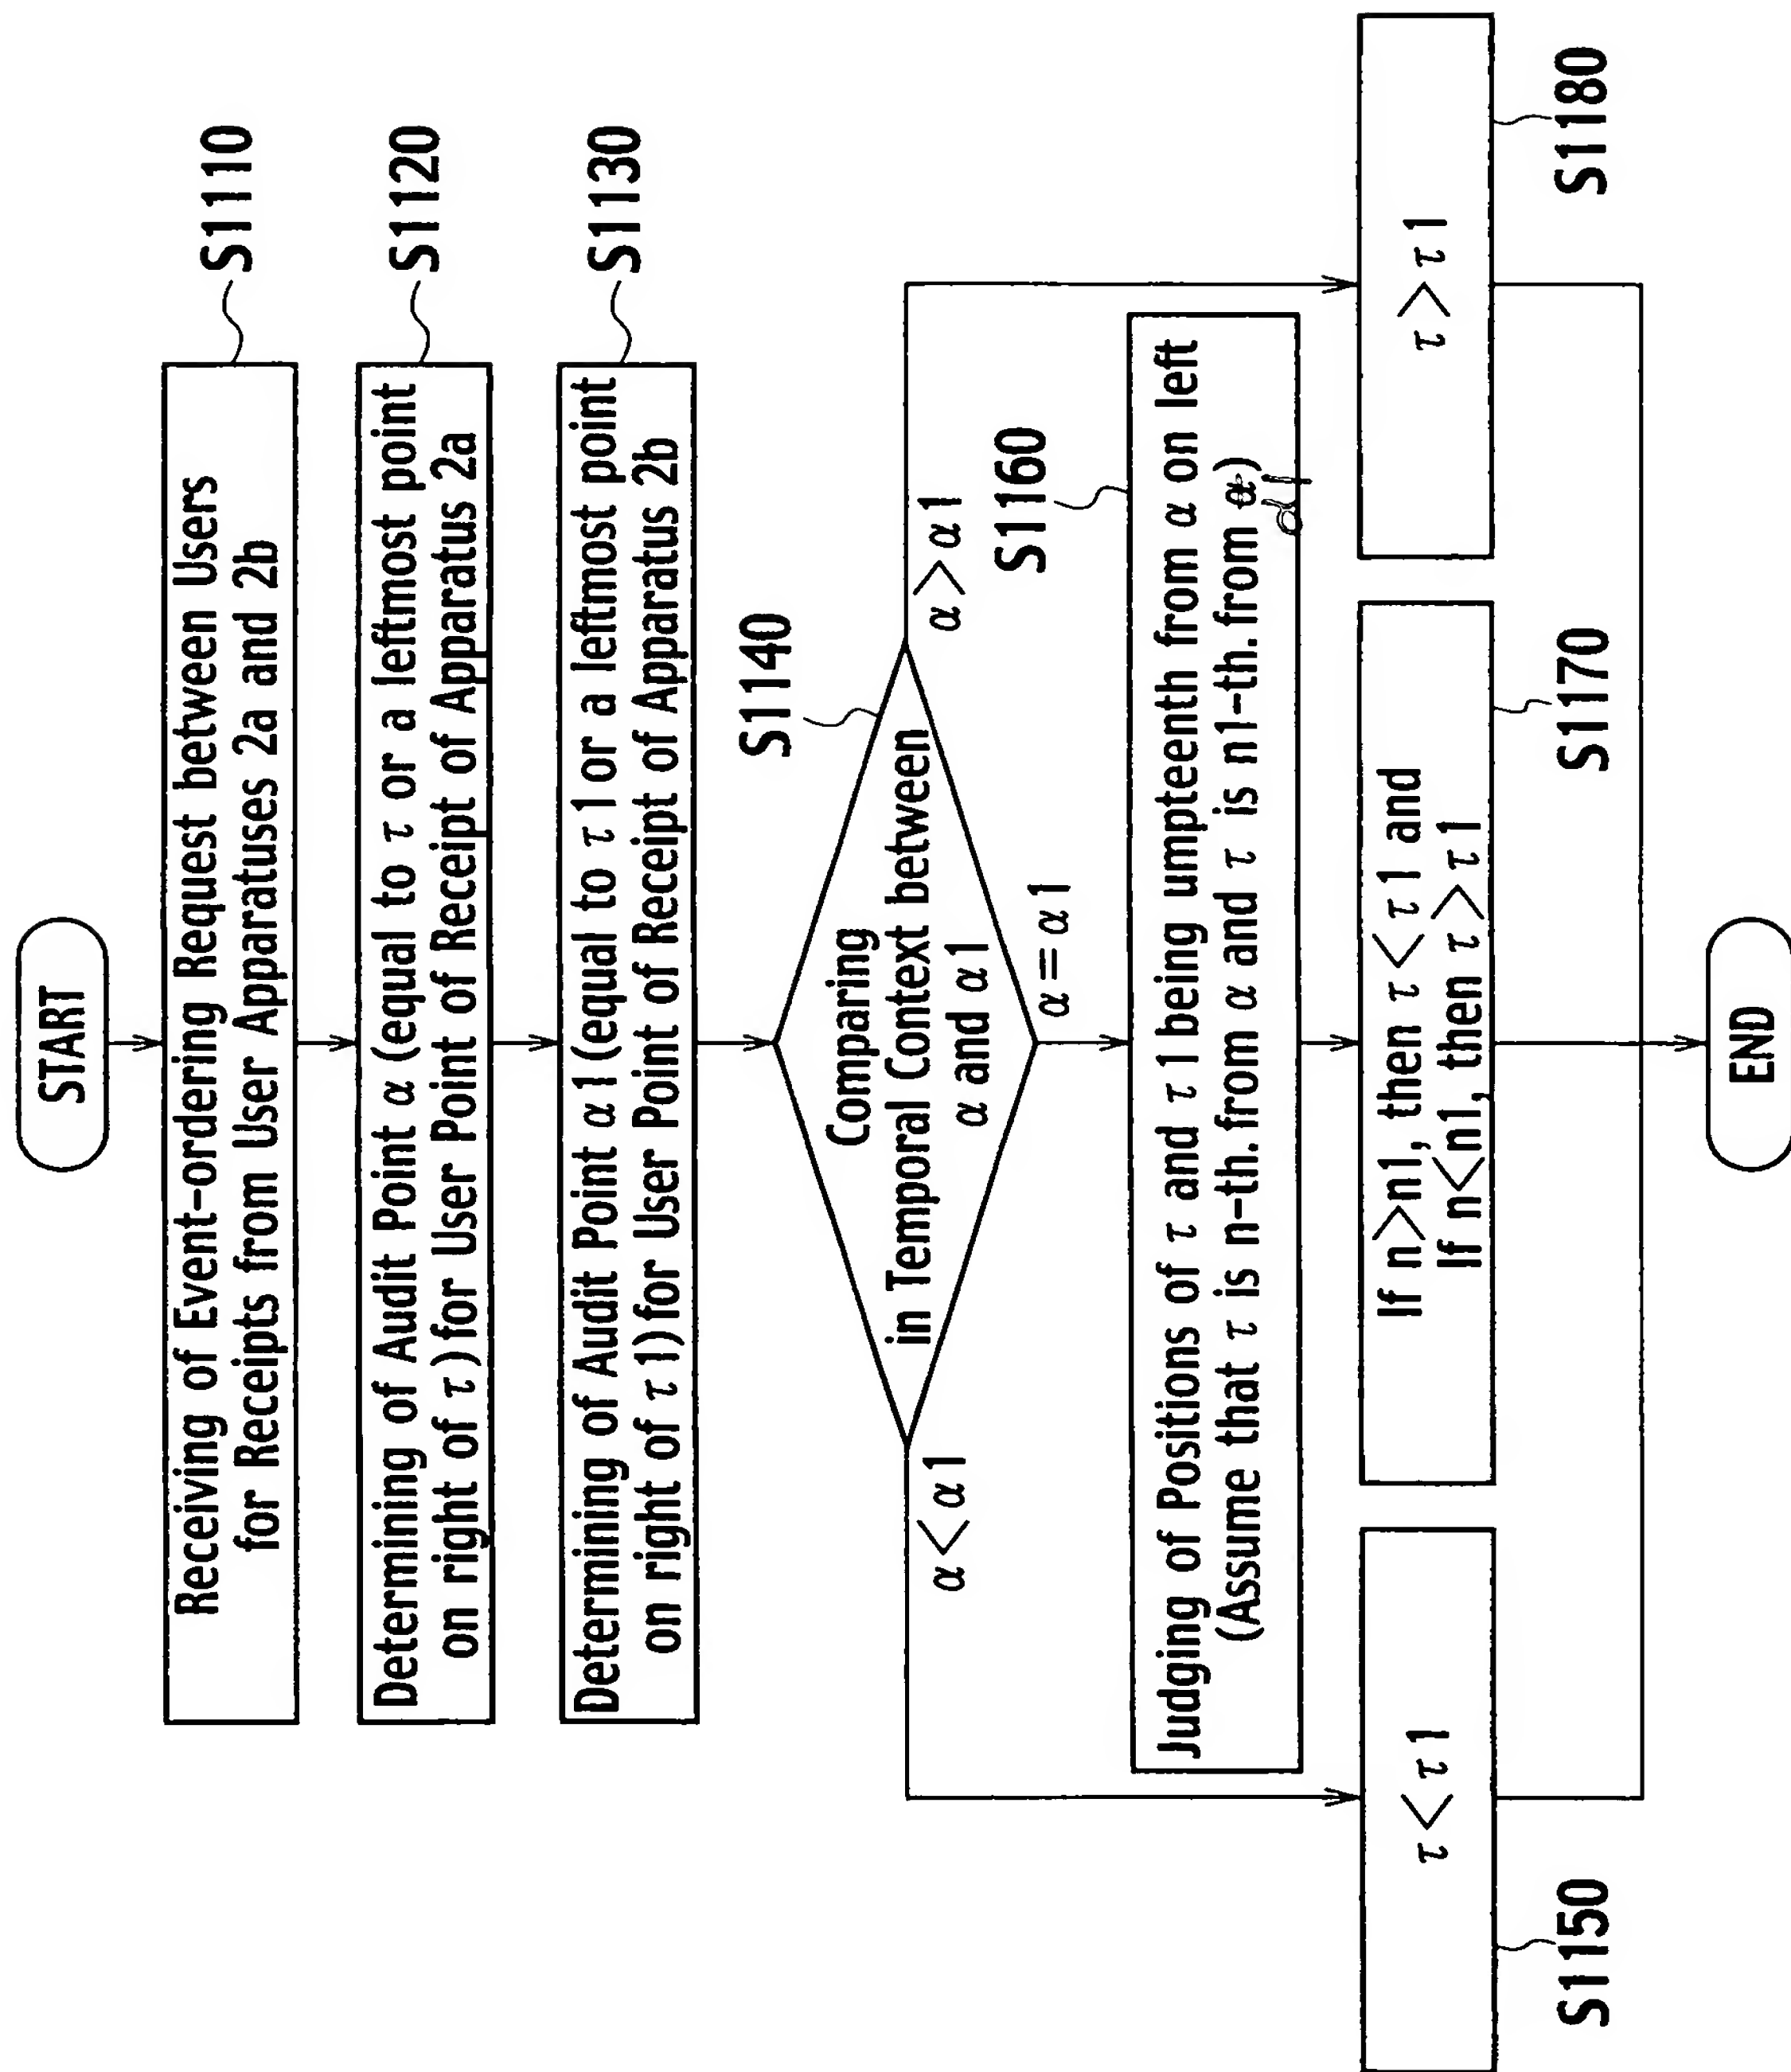 START
Receiving of Event-ordering Request between Users
for Receipts from User Apparatuses 2a and 2b
S1110
Determining of Audit Point α (equal to τ or a leftmost point
on right of τ) for User Point of Receipt of Apparatus 2a
S1120
Determining of Audit Point α1 (equal to τ1 or a leftmost point
on right of τ1) for User Point of Receipt of Apparatus 2b
S1130
S1140
Comparing
in Temporal Context between
α and α1
α<α1
α=α1
α>α1
S1160
Judging of Positions of τ and τ1 being umpteenth from α on left
(Assume that τ is n-th.from α and τ is n1-th.from α)
τ<τ1
S1150
If n>n1, then τ<τ1 and
If n<n1, then τ>τ1
S1170
τ>τ1
S1180
END